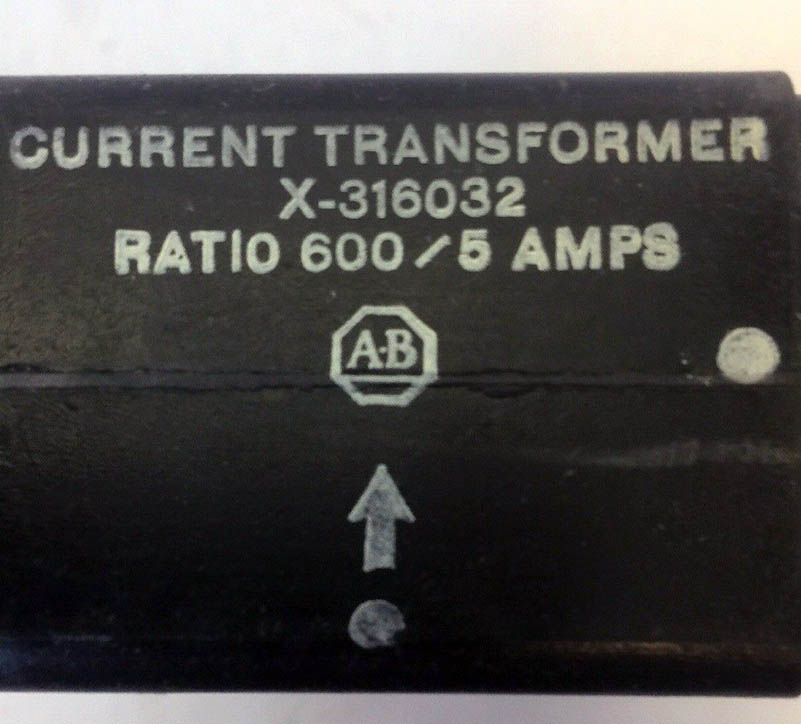 CURRENT TRANSFORMER
X-316032
RATIO 600/5 AMPS
A-B